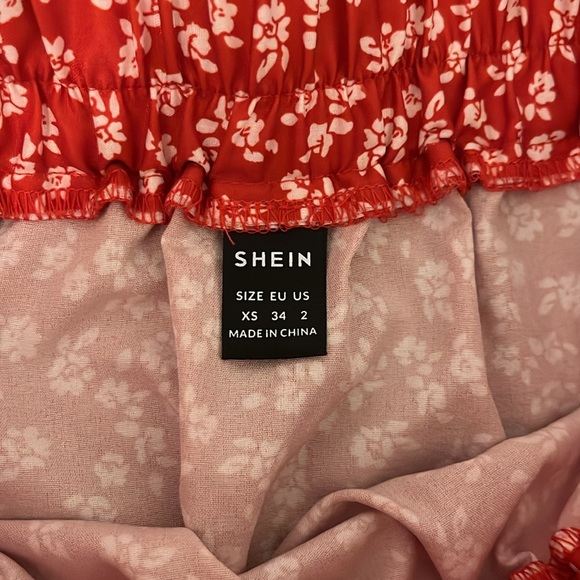 SHEIN
SIZE EU US
XS 34 2
MADE IN CHINA